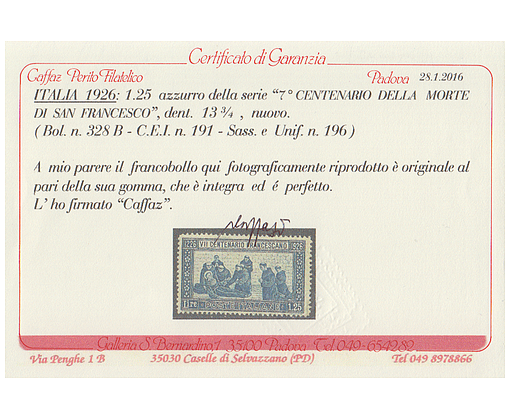 Certificato di Garanzia
Caffaz Perito Filatelico Padova 28.1.2016
ITALIA 1926: 1.25 azzurro della serie “7° CENTENARIO DELLA MORTE
DI SAN FRANCESCO”, dent. 13 ¾ , nuovo.
( Bol. n. 328 B - C.E.I. n. 191 - Sass. e Unif. n. 196 )
A mio parere il francobollo qui fotograficamente riprodotto è originale al
pari della sua gomma, che è integra ed é perfetto.
L' ho firmato “Caffaz”.
1226 VII CENTENARIO FRANCESCANO 1926
POSTE ITALIANE
lire 1.25
Galleria S. Bernardino,1 35100 Padova Tel.049-654282
Via Penghe 1 B 35030 Caselle di Selvazzano (PD) Tel 049 8978866